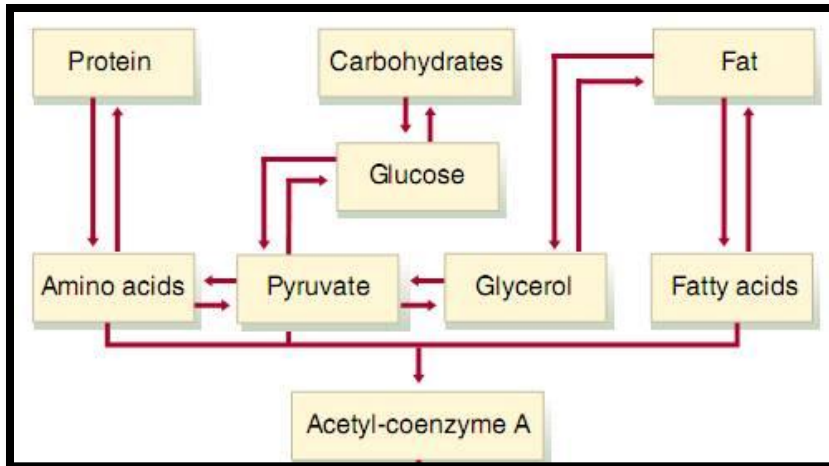 Protein
Carbohydrates
Fat
Glucose
Amino acids
Pyruvate
Glycerol
Fatty acids
Acetyl-coenzyme A